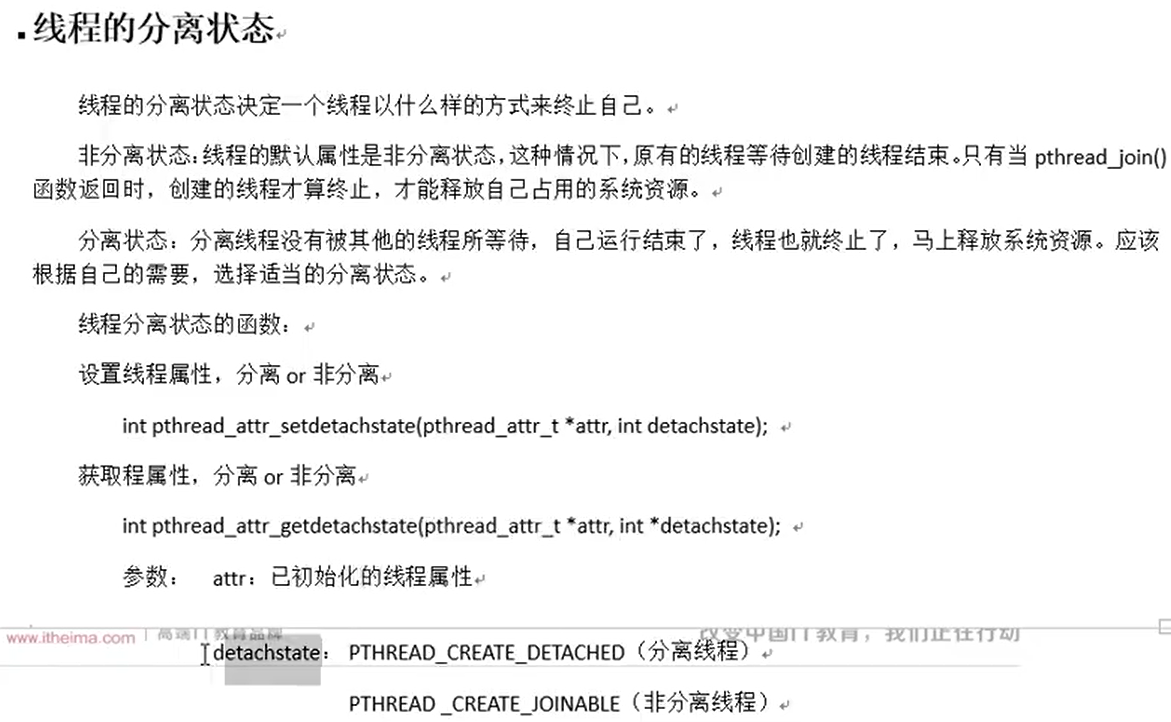 线程的分离状态
线程的分离状态决定一个线程以什么样的方式来终止自己。
非分离状态:线程的默认属性是非分离状态,这种情况下,原有的线程等待创建的线程结束。只有当 pthread_join()
函数返回时，创建的线程才算终止，才能释放自己占用的系统资源。
分离状态：分离线程没有被其他的线程所等待，自己运行结束了，线程也就终止了，马上释放系统资源。应该
根据自己的需要，选择适当的分离状态。
线程分离状态的函数：
设置线程属性，分离 or 非分离
int pthread_attr_setdetachstate(pthread_attr_t *attr, int detachstate);
获取程属性，分离 or 非分离
int pthread_attr_getdetachstate(pthread_attr_t *attr, int *detachstate);
参数： attr：已初始化的线程属性
www.itheima.com 高端IT教育品牌 改变中国IT教育，我们正在行动
detachstate： PTHREAD_CREATE_DETACHED（分离线程）
PTHREAD _CREATE_JOINABLE（非分离线程）